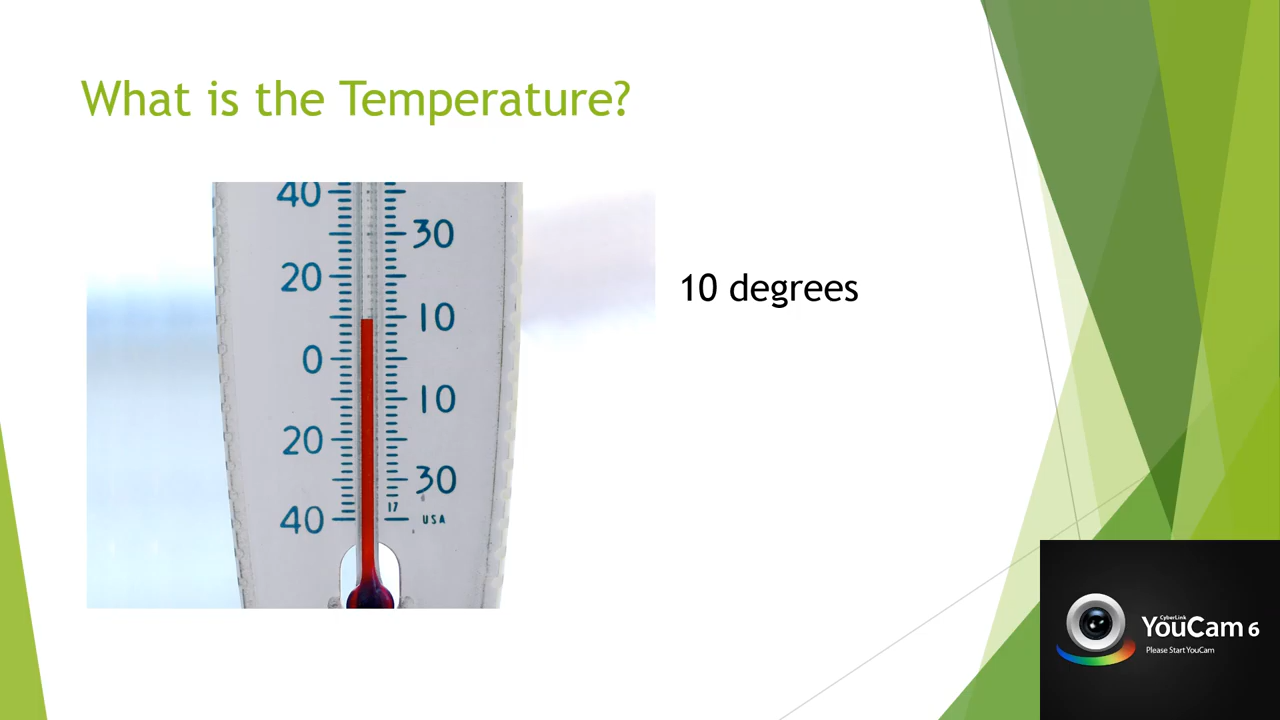 What is the Temperature?
40
30
20
10
10 degrees
0
10
20
30
17
40
USA
CyberLink
YouCam 6
Please Start YouCam